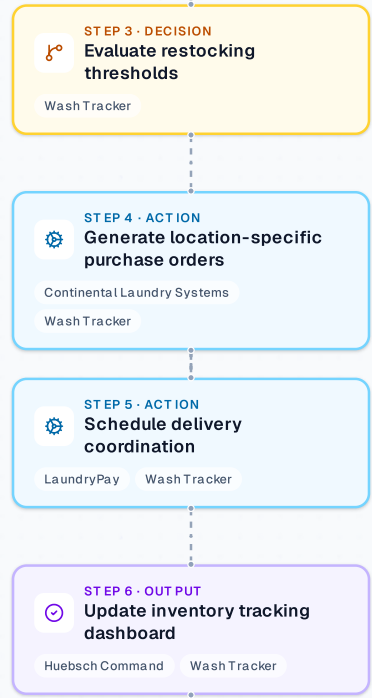 STEP 3 · DECISION
Evaluate restocking
thresholds
Wash Tracker
STEP 4 · ACTION
Generate location-specific
purchase orders
Continental Laundry Systems
Wash Tracker
STEP 5 · ACTION
Schedule delivery
coordination
LaundryPay Wash Tracker
STEP 6 · OUTPUT
Update inventory tracking
dashboard
Huebsch Command Wash Tracker